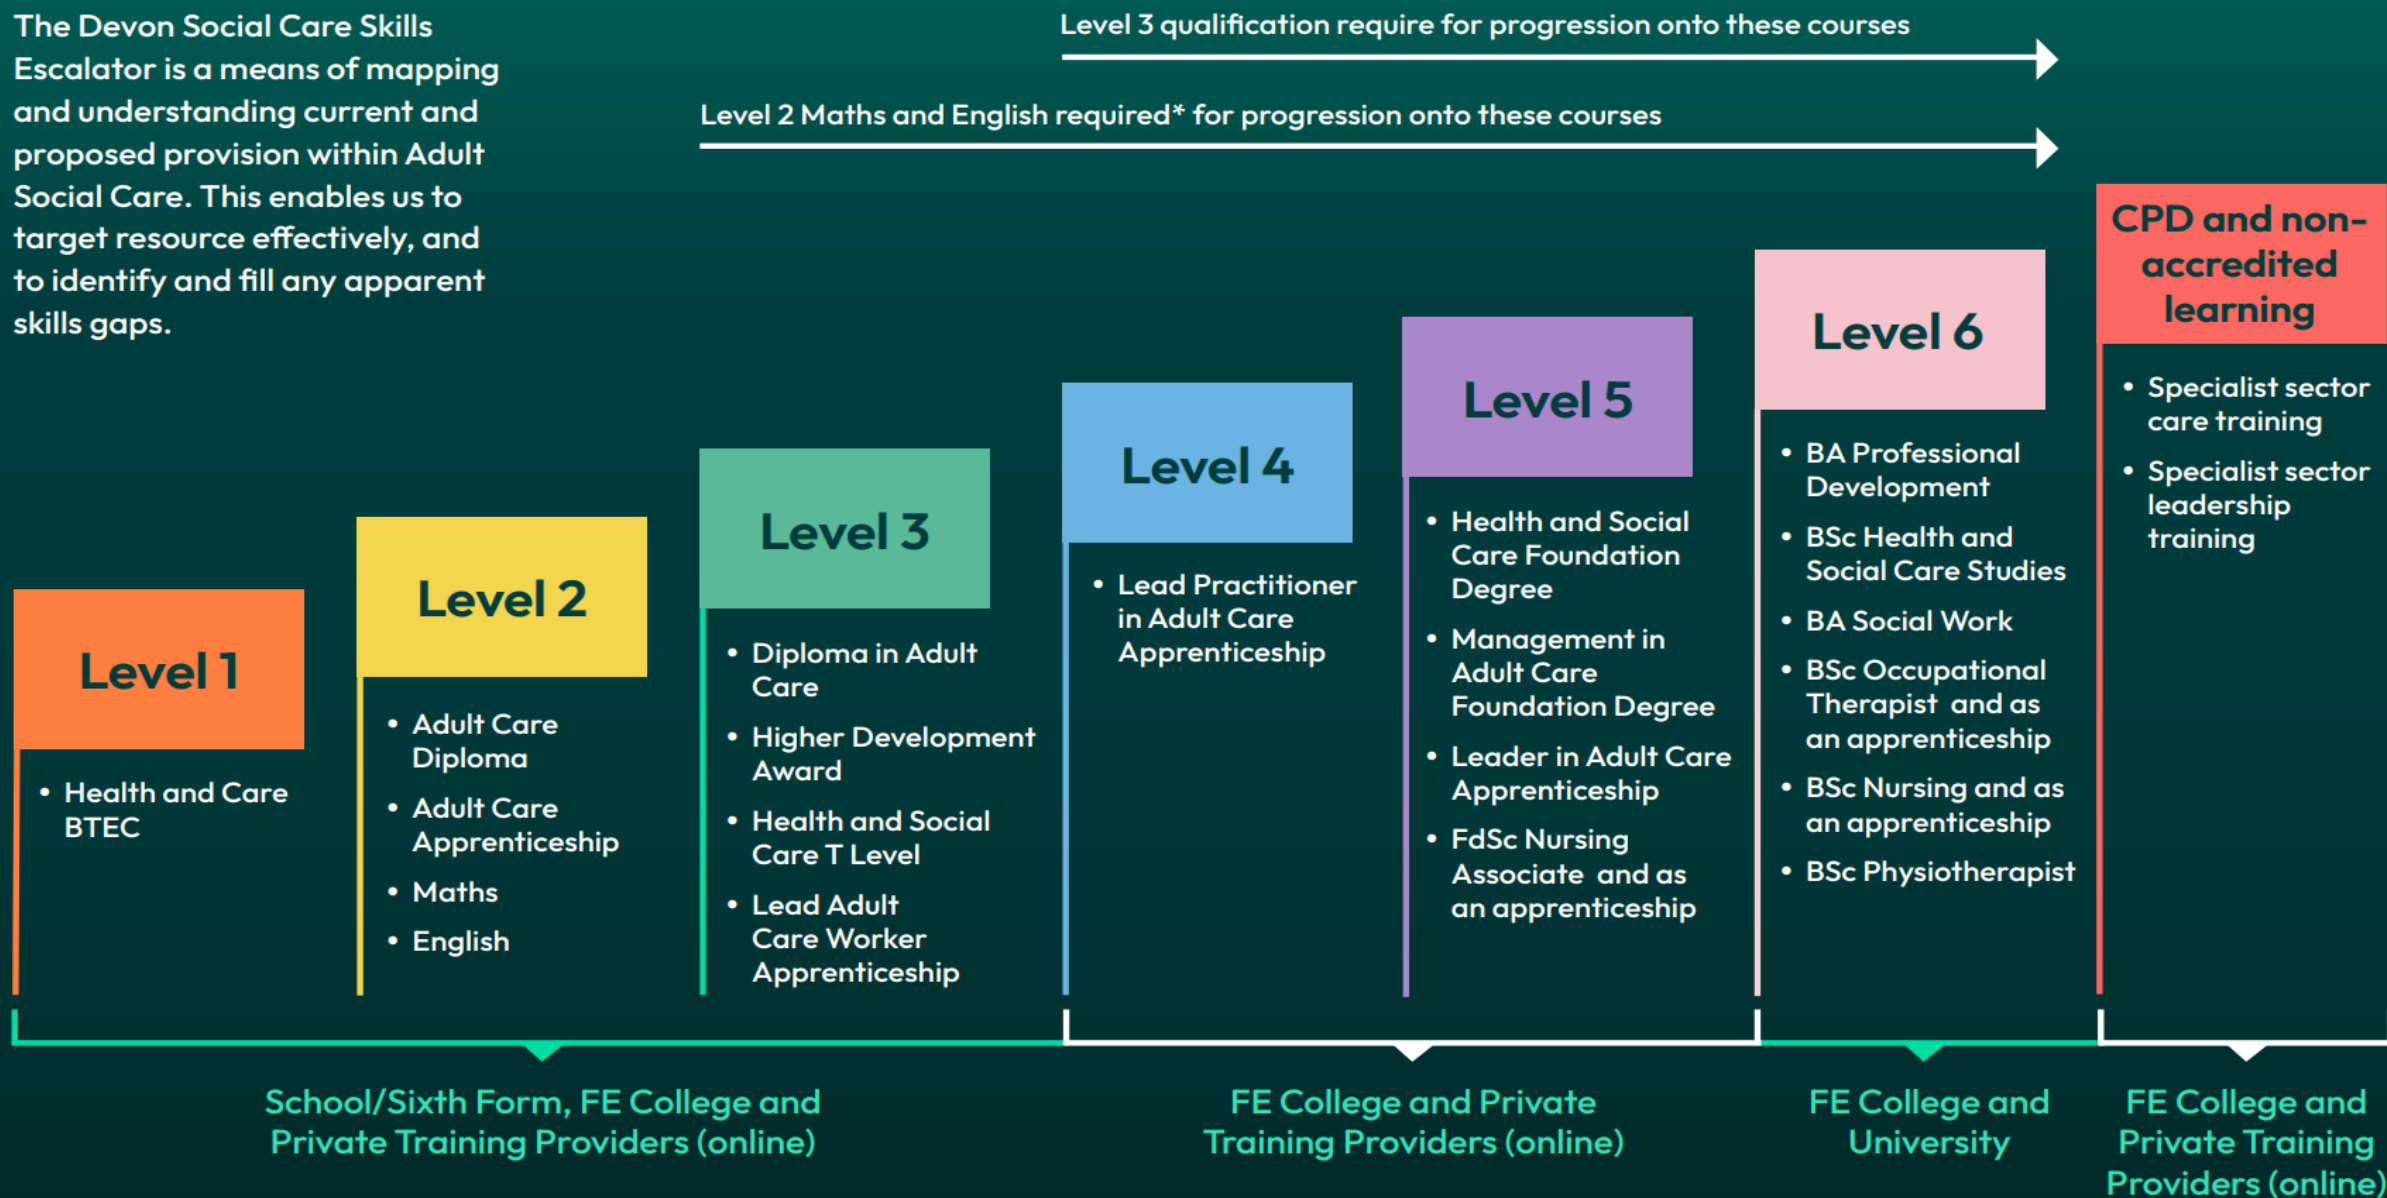 The Devon Social Care Skills
Escalator is a means of mapping
and understanding current and
proposed provision within Adult
Social Care. This enables us to
target resource effectively, and
to identify and fill any apparent
skills gaps.
Level 3 qualification require for progression onto these courses
Level 2 Maths and English required* for progression onto these courses
Level 1
• Health and Care
BTEC
Level 2
• Adult Care
Diploma
• Adult Care
Apprenticeship
• Maths
• English
Level 3
• Diploma in Adult
Care
• Higher Development
Award
• Health and Social
Care T Level
• Lead Adult
Care Worker
Apprenticeship
Level 4
• Lead Practitioner
in Adult Care
Apprenticeship
Level 5
• Health and Social
Care Foundation
Degree
• Management in
Adult Care
Foundation Degree
• Leader in Adult Care
Apprenticeship
• FdSc Nursing
Associate and as
an apprenticeship
Level 6
• BA Professional
Development
• BSc Health and
Social Care Studies
• BA Social Work
• BSc Occupational
Therapist and as
an apprenticeship
• BSc Nursing and as
an apprenticeship
• BSc Physiotherapist
CPD and non-
accredited
learning
• Specialist sector
care training
• Specialist sector
leadership
training
School/Sixth Form, FE College and
Private Training Providers (online)
FE College and Private
Training Providers (online)
FE College and
University
FE College and
Private Training
Providers (online)